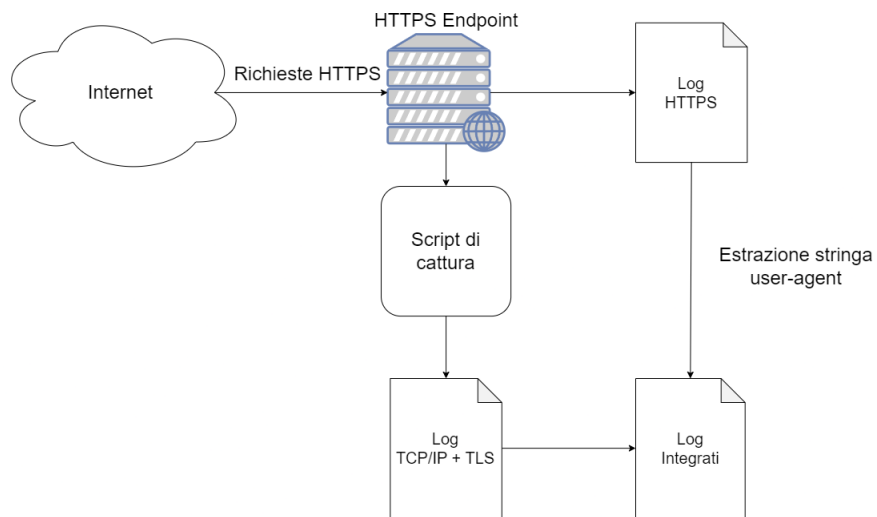 HTTPS Endpoint
Richieste HTTPS
Internet
Log
HTTPS
Script di
cattura
Estrazione stringa
user-agent
Log
TCP/IP + TLS
Log
Integrati